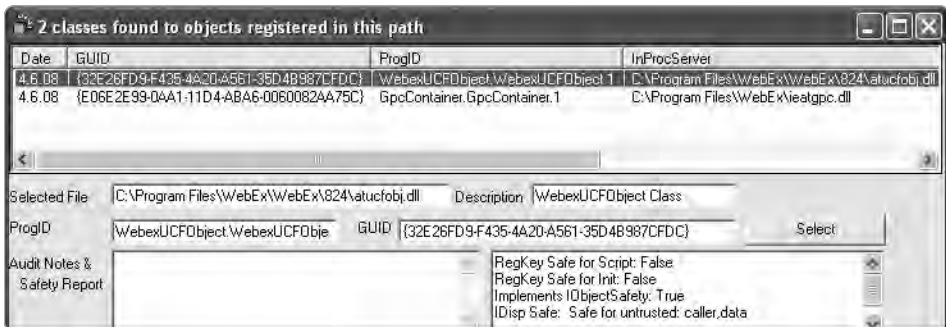 2 classes found to objects registered in this path
Date GUID ProgID InProcServer
4.6.08 {32E26FD9-F435-4A20-A561-35D4B987CFDC} WebexUCFObject.WebexUCFObject.1 C:\Program Files\WebEx\WebEx\824\atucfobj.dll
4.6.08 {E06E2E99-0AA1-11D4-ABA6-0060082AA75C} GpcContainer.GpcContainer.1 C:\Program Files\WebEx\ieatgpc.dll
Selected File C:\Program Files\WebEx\WebEx\824\atucfobj.dll Description WebexUCFObject Class
ProgID WebexUCFObject.WebexUCFObje GUID {32E26FD9-F435-4A20-A561-35D4B987CFDC} Select
Audit Notes & RegKey Safe for Script: False
Safety Report RegKey Safe for Init: False
Implements IObjectSafety: True
IDisp Safe: Safe for untrusted: caller,data